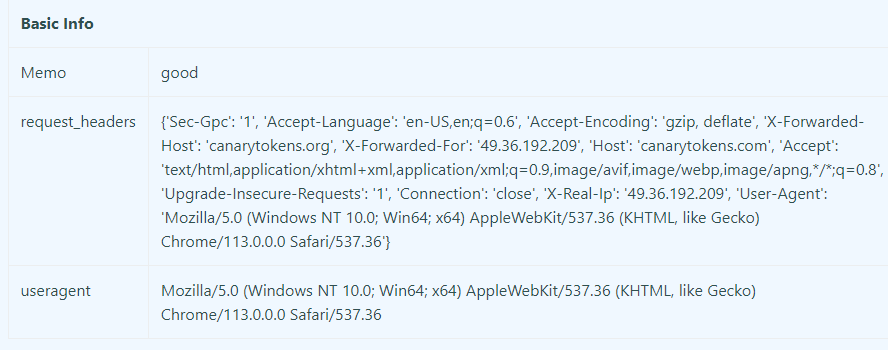 Basic Info
Memo good
request_headers {'Sec-Gpc': '1', 'Accept-Language': 'en-US,en;q=0.6', 'Accept-Encoding': 'gzip, deflate', 'X-Forwarded-
Host': 'canarytokens.org', 'X-Forwarded-For': '49.36.192.209', 'Host': 'canarytokens.com', 'Accept':
'text/html,application/xhtml+xml,application/xml;q=0.9,image/avif,image/webp,image/apng,*/*;q=0.8',
'Upgrade-Insecure-Requests': '1', 'Connection': 'close', 'X-Real-Ip': '49.36.192.209', 'User-Agent':
'Mozilla/5.0 (Windows NT 10.0; Win64; x64) AppleWebKit/537.36 (KHTML, like Gecko)
Chrome/113.0.0.0 Safari/537.36'}
useragent Mozilla/5.0 (Windows NT 10.0; Win64; x64) AppleWebKit/537.36 (KHTML, like Gecko)
Chrome/113.0.0.0 Safari/537.36